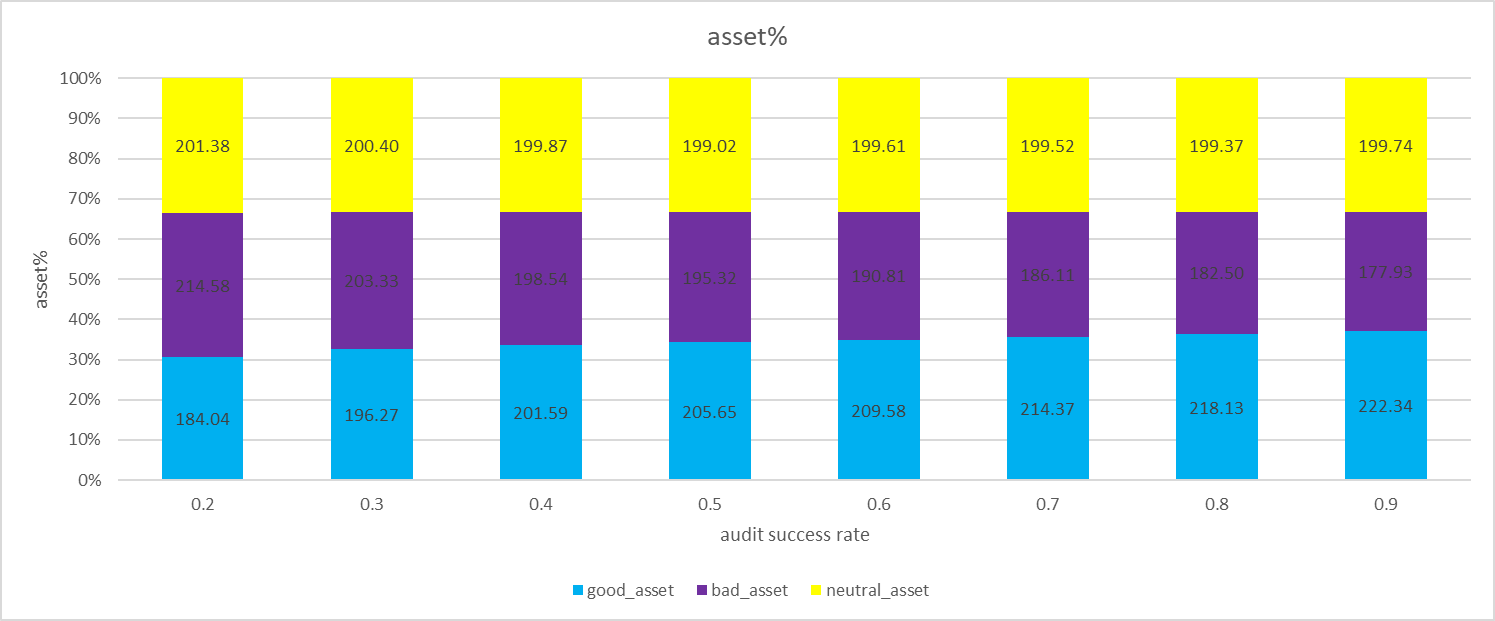 asset%
100%
90%
80%
70%
60%
50%
40%
30%
20%
10%
0%
asset%
201.38 200.40 199.87 199.02 199.61 199.52 199.37 199.74
214.58 203.33 198.54 195.32 190.81 186.11 182.50 177.93
184.04 196.27 201.59 205.65 209.58 214.37 218.13 222.34
0.2 0.3 0.4 0.5 0.6 0.7 0.8 0.9
audit success rate
good_asset bad_asset neutral_asset